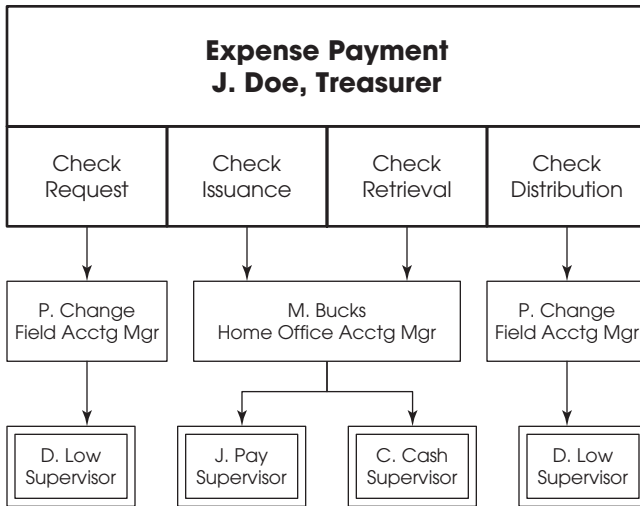 Expense Payment
J. Doe, Treasurer
Check
Request
Check
Issuance
Check
Retrieval
Check
Distribution
P. Change
Field Acctg Mgr
M. Bucks
Home Office Acctg Mgr
P. Change
Field Acctg Mgr
D. Low
Supervisor
J. Pay
Supervisor
C. Cash
Supervisor
D. Low
Supervisor